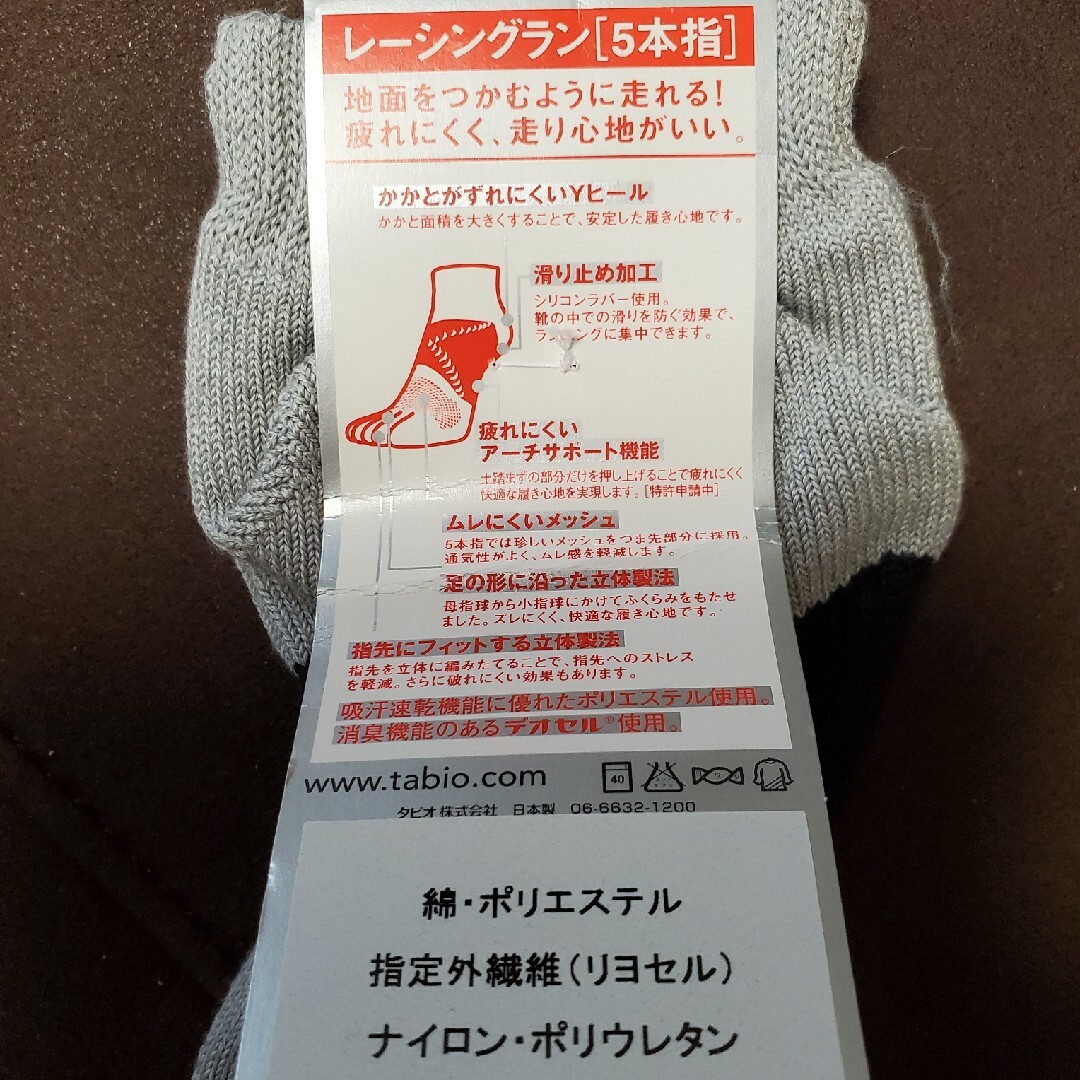 レーシングラン[5本指]
地面をつかむように走れる!
疲れにくく、走り心地がいい。
かかとがずれにくいYヒール
かかと面積を大きくすることで、安定した履き心地です。
滑り止め加工
シリコンラバー使用。
靴の中での滑りを防ぐ効果で、
ランニングに集中できます。
疲れにくい
アーチサポート機能
土踏まずの部分だけを押し上げることで疲れにくく
快適な履き心地を実現します。[特許申請中]
ムレにくいメッシュ
5本指では珍しいメッシュをつま先部分に採用。
通気性がよく、ムレ感を軽減します。
足の形に沿った立体製法
母指球から小指球にかけてふくらみをもたせ
ました。ズレにくく、快適な履き心地です。
指先にフィットする立体製法
指先を立体に編みたてることで、指先へのストレス
を軽減。さらに破れにくい効果もあります。
吸汗速乾機能に優れたポリエステル使用。
消臭機能のあるデオセル®使用。
www.tabio.com 40
タビオ株式会社 日本製 06-6632-1200
綿・ポリエステル
指定外繊維(リヨセル)
ナイロン・ポリウレタン